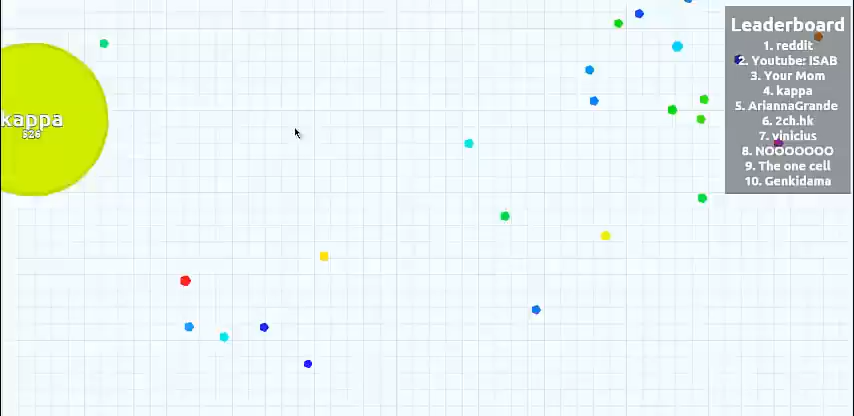 kappa
Leaderboard
1. reddit
2. Youtube: ISAB
3. Your Mom
4. kappa
5. AriannaGrande
6. 2ch.hk
7. vinicius
8. NOOOOOOO
9. The one cell
10. Genkidama